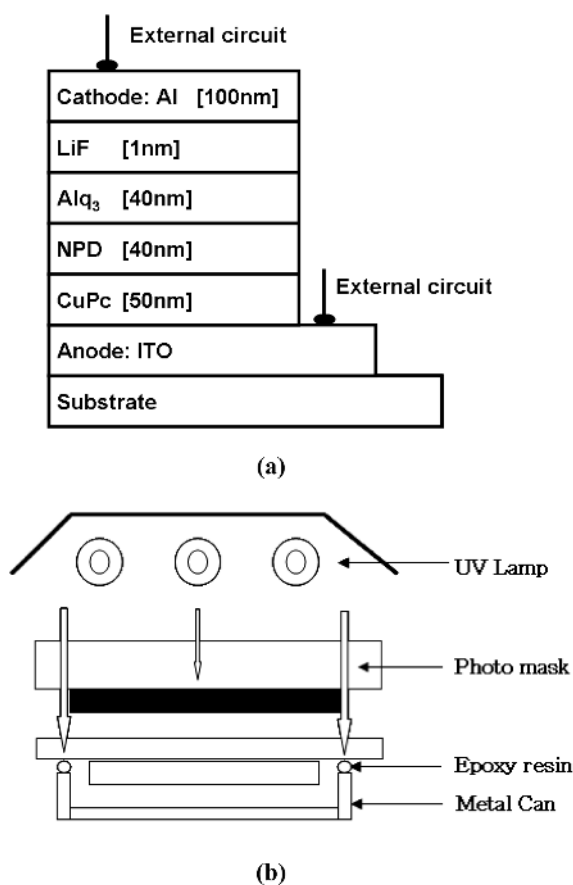 External circuit
Cathode: Al [100nm]
LiF [1nm]
Alq₃ [40nm]
NPD [40nm]
External circuit
CuPc [50nm]
Anode: ITO
Substrate
(a)
UV Lamp
Photo mask
Epoxy resin
Metal Can
(b)